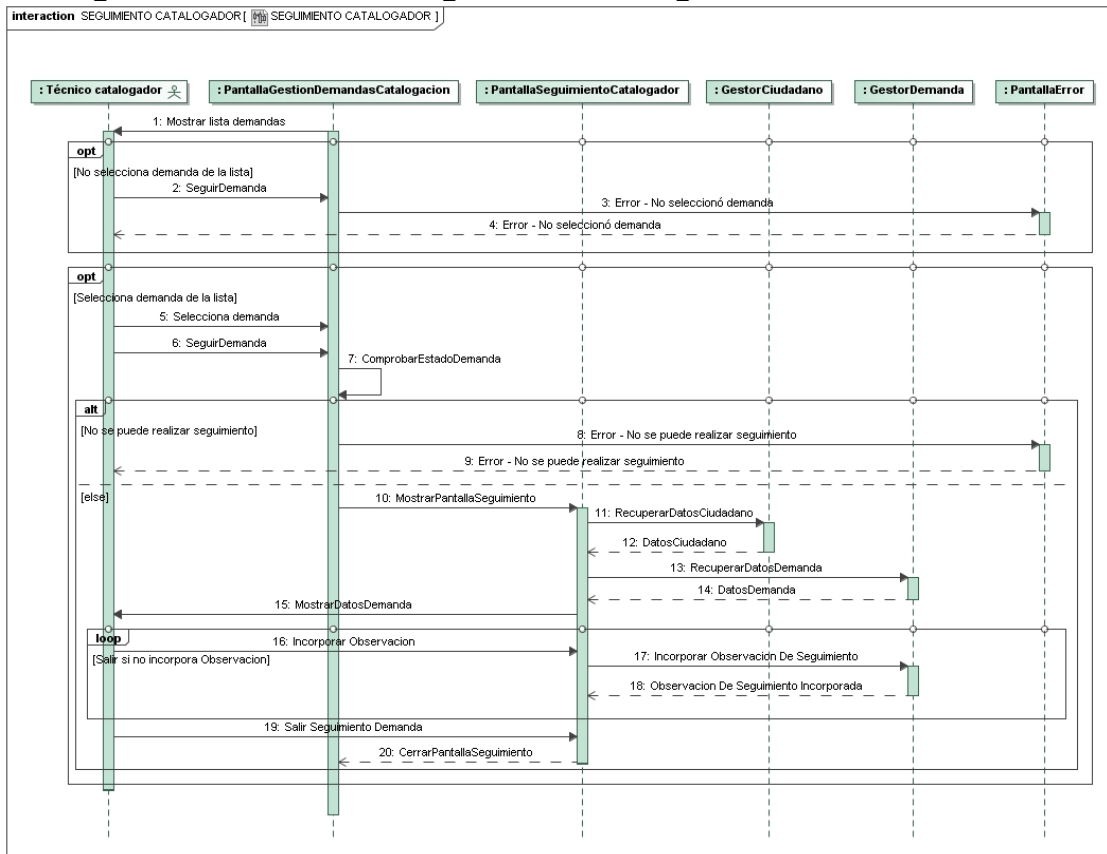 interaction SEGUIMIENTO CATALOGADOR [ SEGUIMIENTO CATALOGADOR ]
: Técnico catalogador
: PantallaGestionDemandasCatalogacion
: PantallaSeguimientoCatalogador
: GestorCiudadano
: GestorDemanda
: PantallaError
1: Mostrar lista demandas
opt
[No selecciona demanda de la lista]
2: SeguirDemanda
3: Error - No seleccionó demanda
4: Error - No seleccionó demanda
opt
[Selecciona demanda de la lista]
5: Selecciona demanda
6: SeguirDemanda
7: ComprobarEstadoDemanda
alt
[No se puede realizar seguimiento]
8: Error - No se puede realizar seguimiento
9: Error - No se puede realizar seguimiento
[else]
10: MostrarPantallaSeguimiento
11: RecuperarDatosCiudadano
12: DatosCiudadano
13: RecuperarDatosDemanda
14: DatosDemanda
15: MostrarDatosDemanda
loop
16: Incorporar Observacion
[Salir si no incorpora Observacion]
17: Incorporar Observacion De Seguimiento
18: Observacion De Seguimiento Incorporada
19: Salir Seguimiento Demanda
20: CerrarPantallaSeguimiento